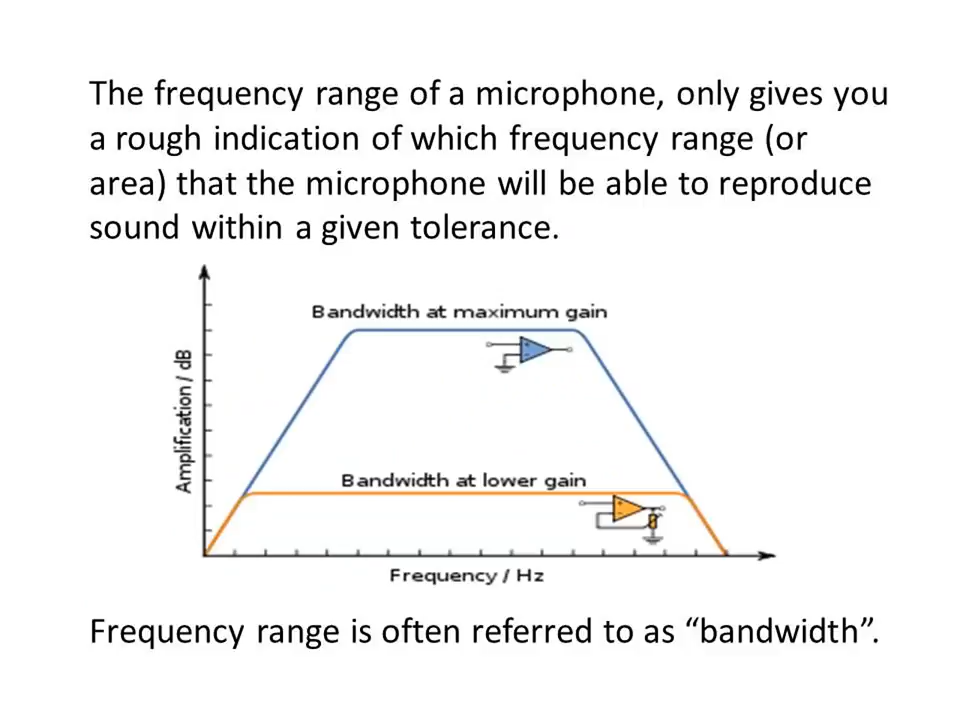 The frequency range of a microphone, only gives you
a rough indication of which frequency range (or
area) that the microphone will be able to reproduce
sound within a given tolerance.
Bandwidth at maximum gain
Amplification / dB
Bandwidth at lower gain
Frequency / Hz
Frequency range is often referred to as “bandwidth”.